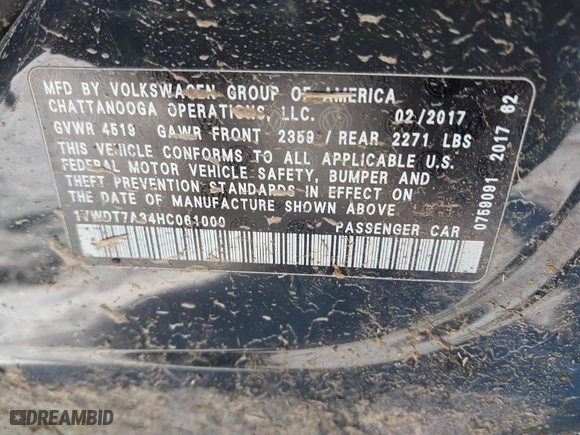 MFD BY VOLKSWAGEN GROUP OF AMERICA
CHATTANOOGA OPERATIONS, LLC. 02/2017
GVWR 4519 GAWR FRONT 2359 / REAR 2271 LBS
THIS VEHICLE CONFORMS TO ALL APPLICABLE U.S.
FEDERAL MOTOR VEHICLE SAFETY, BUMPER AND
THEFT PREVENTION STANDARDS IN EFFECT ON
THE DATE OF MANUFACTURE SHOWN ABOVE
1VWDT7A34HC061000 PASSENGER CAR
0759091 2017 62
DREAMBID